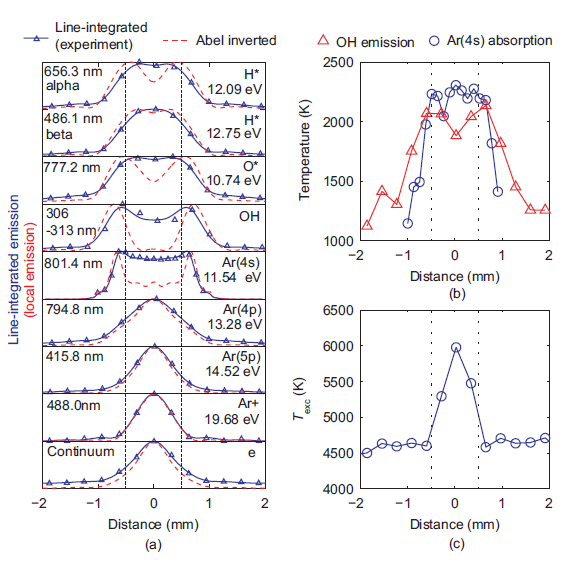 Line-integrated
(experiment)
Abel inverted
656.3 nm
alpha
H*
12.09 eV
486.1 nm
beta
H*
12.75 eV
777.2 nm
O*
10.74 eV
306
-313 nm
OH
801.4 nm
Ar(4s)
11.54 eV
794.8 nm
Ar(4p)
13.28 eV
415.8 nm
Ar(5p)
14.52 eV
488.0nm
Ar+
19.68 eV
Continuum
e
Line-integrated emission
(local emission)
−2 −1 0 1 2
Distance (mm)
(a)
OH emission
Ar(4s) absorption
2500
2000
1500
1000
Temperature (K)
−2 −1 0 1 2
Distance (mm)
(b)
6500
6000
5500
5000
4500
4000
Texc (K)
−2 −1 0 1 2
Distance (mm)
(c)